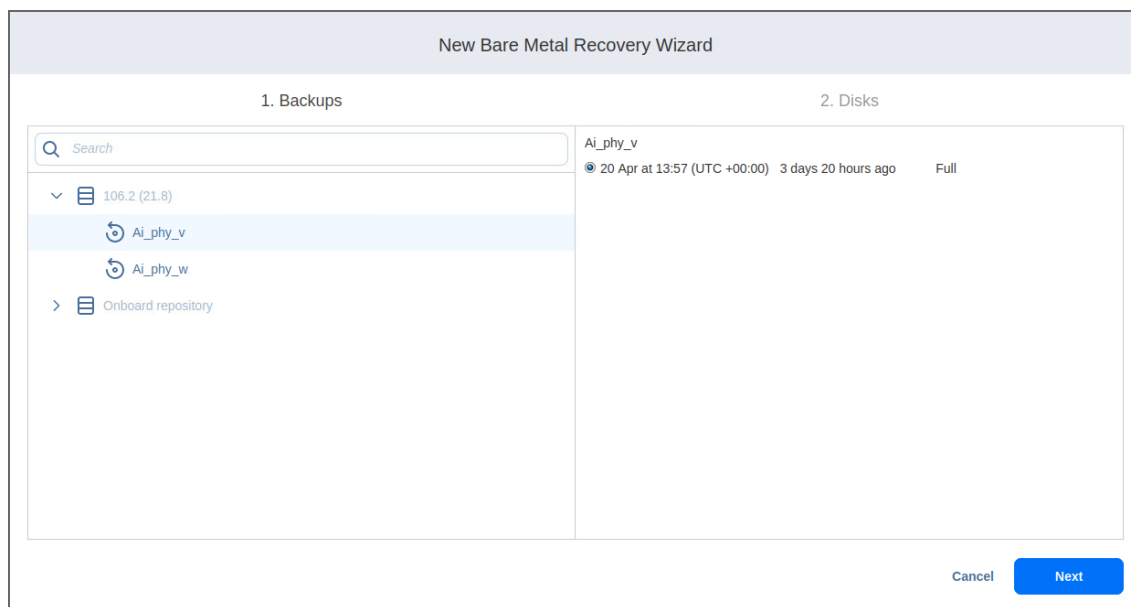 New Bare Metal Recovery Wizard
1. Backups
2. Disks
Search
106.2 (21.8)
Ai_phy_v
Ai_phy_w
Onboard repository
Ai_phy_v
20 Apr at 13:57 (UTC +00:00) 3 days 20 hours ago Full
Cancel Next